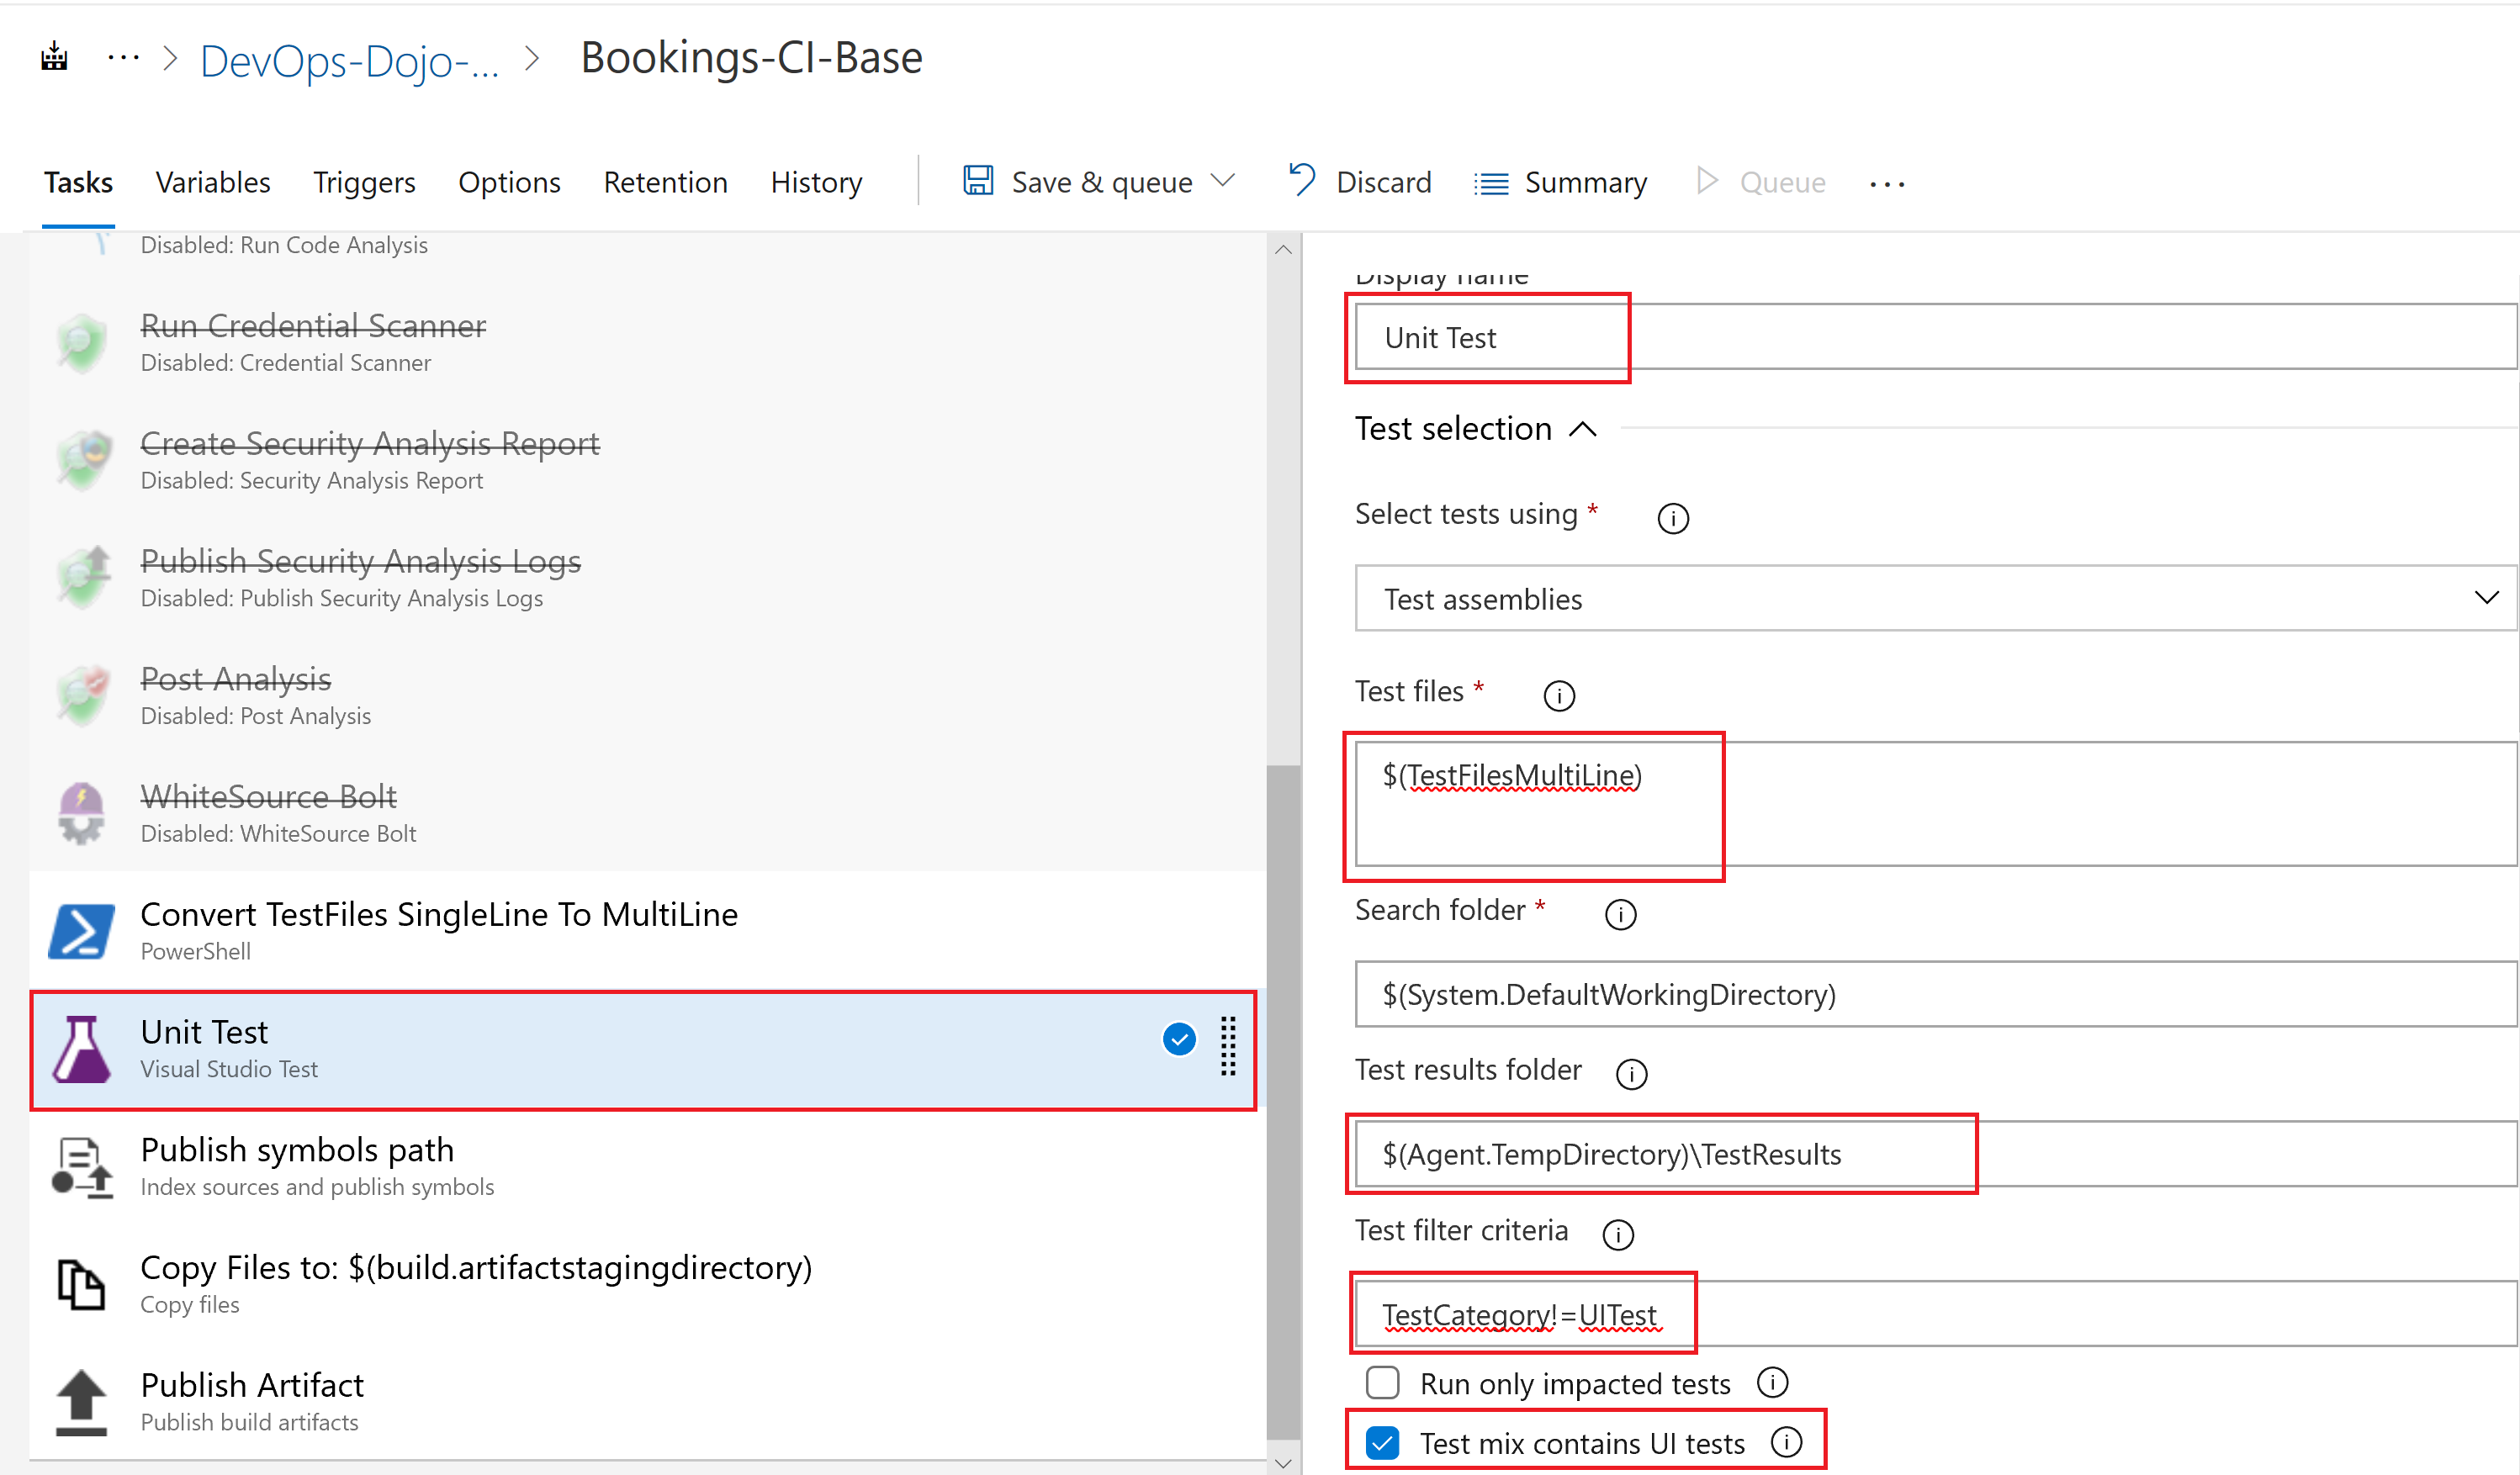 ··· > DevOps-Dojo-... > Bookings-CI-Base
Tasks Variables Triggers Options Retention History Save & queue Discard Summary Queue ···
Disabled: Run Code Analysis
Run Credential Scanner
Disabled: Credential Scanner
Create Security Analysis Report
Disabled: Security Analysis Report
Publish Security Analysis Logs
Disabled: Publish Security Analysis Logs
Post Analysis
Disabled: Post Analysis
WhiteSource Bolt
Disabled: WhiteSource Bolt
Convert TestFiles SingleLine To MultiLine
PowerShell
Unit Test
Visual Studio Test
Publish symbols path
Index sources and publish symbols
Copy Files to: $(build.artifactstagingdirectory)
Copy files
Publish Artifact
Publish build artifacts
Display name
Unit Test
Test selection
Select tests using *
Test assemblies
Test files *
$(TestFilesMultiLine)
Search folder *
$(System.DefaultWorkingDirectory)
Test results folder
$(Agent.TempDirectory)\TestResults
Test filter criteria
TestCategory!=UITest
Run only impacted tests
Test mix contains UI tests